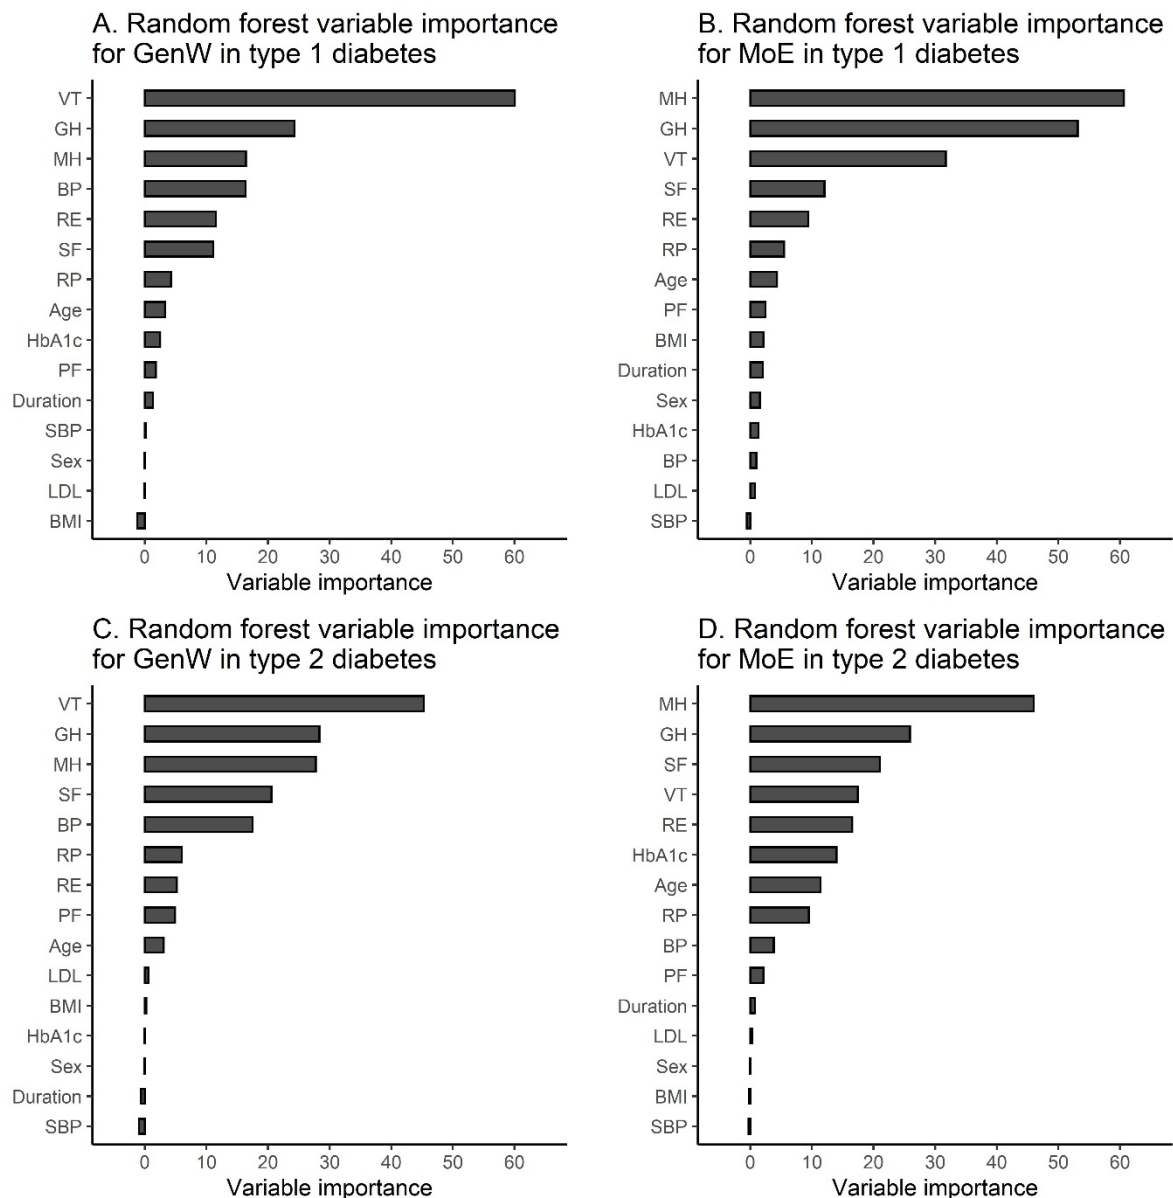 A. Random forest variable importance
for GenW in type 1 diabetes
VT
GH
MH
BP
RE
SF
RP
Age
HbA1c
PF
Duration
SBP
Sex
LDL
BMI
0 10 20 30 40 50 60
Variable importance
B. Random forest variable importance
for MoE in type 1 diabetes
MH
GH
VT
SF
RE
RP
Age
PF
BMI
Duration
Sex
HbA1c
BP
LDL
SBP
0 10 20 30 40 50 60
Variable importance
C. Random forest variable importance
for GenW in type 2 diabetes
VT
GH
MH
SF
BP
RP
RE
PF
Age
LDL
BMI
HbA1c
Sex
Duration
SBP
0 10 20 30 40 50 60
Variable importance
D. Random forest variable importance
for MoE in type 2 diabetes
MH
GH
SF
VT
RE
HbA1c
Age
RP
BP
PF
Duration
LDL
Sex
BMI
SBP
0 10 20 30 40 50 60
Variable importance